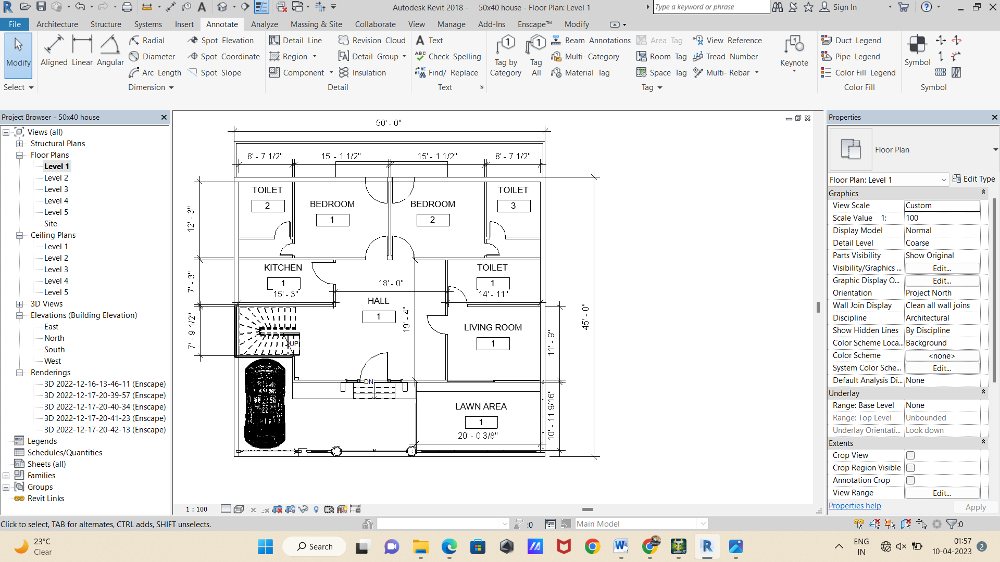 Autodesk Revit 2018 -    50x40 house - Floor Plan: Level 1
Type a keyword or phrase
Sign In
File Architecture Structure Systems Insert Annotate Analyze Massing & Site Collaborate View Manage Add-Ins Enscape™ Modify
Modify
Select
Aligned Linear Angular
Radial
Diameter
Arc Length
Spot Elevation
Spot Coordinate
Spot Slope
Dimension
Detail Line
Region
Component
Revision Cloud
Detail Group
Insulation
Detail
Text
Check Spelling
Find/ Replace
Text
Tag by Category
Tag All
Beam Annotations
Multi- Category
Material Tag
Area Tag
Room Tag
Space Tag
View Reference
Tread Number
Multi- Rebar
Tag
Keynote
Duct Legend
Pipe Legend
Color Fill Legend
Color Fill
Symbol
Symbol
Project Browser - 50x40 house
Views (all)
Structural Plans
Floor Plans
Level 1
Level 2
Level 3
Level 4
Level 5
Site
Ceiling Plans
Level 1
Level 2
Level 3
Level 4
Level 5
3D Views
Elevations (Building Elevation)
East
North
South
West
Renderings
3D 2022-12-16-13-46-11 (Enscape)
3D 2022-12-17-20-39-57 (Enscape)
3D 2022-12-17-20-40-34 (Enscape)
3D 2022-12-17-20-41-23 (Enscape)
3D 2022-12-17-20-42-13 (Enscape)
Legends
Schedules/Quantities
Sheets (all)
Families
Groups
Revit Links
50' - 0"
8' - 7 1/2" 15' - 1 1/2" 15' - 1 1/2" 8' - 7 1/2"
TOILET
2
BEDROOM
1
BEDROOM
2
TOILET
3
12' - 3"
KITCHEN
1
15' - 3"
7' - 3"
18' - 0"
TOILET
1
14' - 11"
HALL
1
19' - 4"
45' - 0"
7' - 9 1/2"
UP
LIVING ROOM
1
11' - 9"
DN
LAWN AREA
1
20' - 0 3/8"
10' - 11 9/16"
Properties
Floor Plan
Floor Plan: Level 1
Edit Type
Graphics
View Scale Custom
Scale Value 1: 100
Display Model Normal
Detail Level Coarse
Parts Visibility Show Original
Visibility/Graphics ... Edit...
Graphic Display O... Edit...
Orientation Project North
Wall Join Display Clean all wall joins
Discipline Architectural
Show Hidden Lines By Discipline
Color Scheme Loca... Background
Color Scheme <none>
System Color Sche... Edit...
Default Analysis Di... None
Underlay
Range: Base Level None
Range: Top Level Unbounded
Underlay Orientati... Look down
Extents
Crop View
Crop Region Visible
Annotation Crop
View Range Edit...
Properties help
Apply
1 : 100
Click to select, TAB for alternates, CTRL adds, SHIFT unselects.
:0
Main Model
:0
23°C
Clear
Search
ENG
IN
01:57
10-04-2023
2